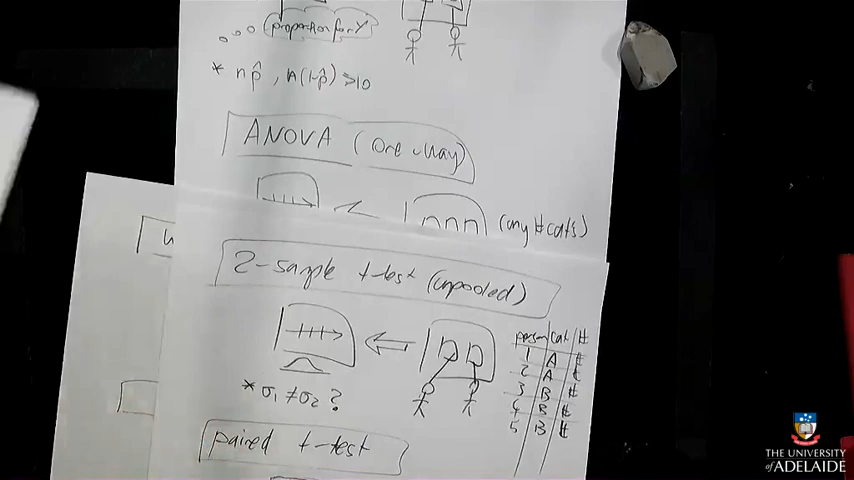 (proportion for Y)
* np̂ , n(1-p̂) >10
ANOVA (One-Way)
(any # cats)
2-sample t-test (unpooled)
person cat #
1 A #
2 A #
3 B #
4 B #
5 B #
* σ1 ≠ σ2 ?
paired t-test
THE UNIVERSITY
of ADELAIDE